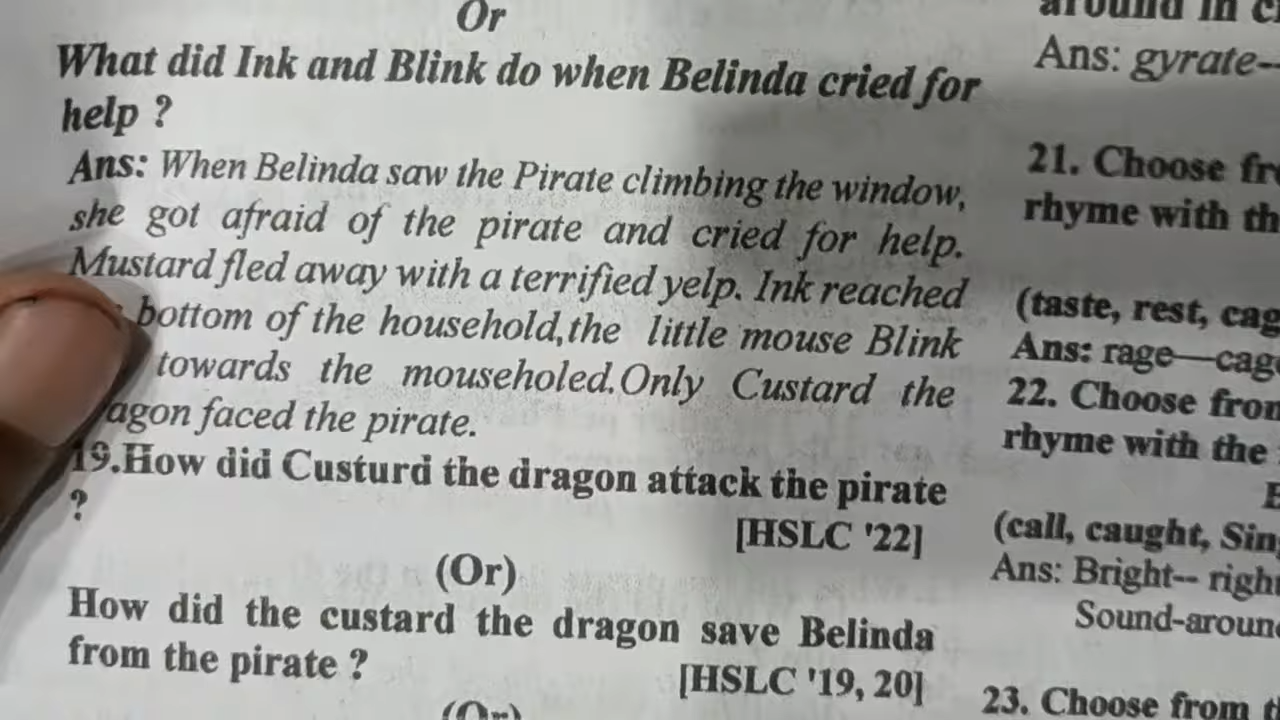 Or
What did Ink and Blink do when Belinda cried for
help ?
Ans: When Belinda saw the Pirate climbing the window,
she got afraid of the pirate and cried for help.
Mustard fled away with a terrified yelp. Ink reached
bottom of the household,the little mouse Blink
towards the mouseholed.Only Custard the
agon faced the pirate.
19.How did Custurd the dragon attack the pirate
?
[HSLC '22]
(Or)
How did the custard the dragon save Belinda
from the pirate ?
[HSLC '19, 20]
(Or)
around in c
Ans: gyrate--
21. Choose fr
rhyme with th
(taste, rest, cag
Ans: rage—cag
22. Choose from
rhyme with the
(call, caught, Sin
Ans: Bright-- righ
Sound-aroun
23. Choose from t